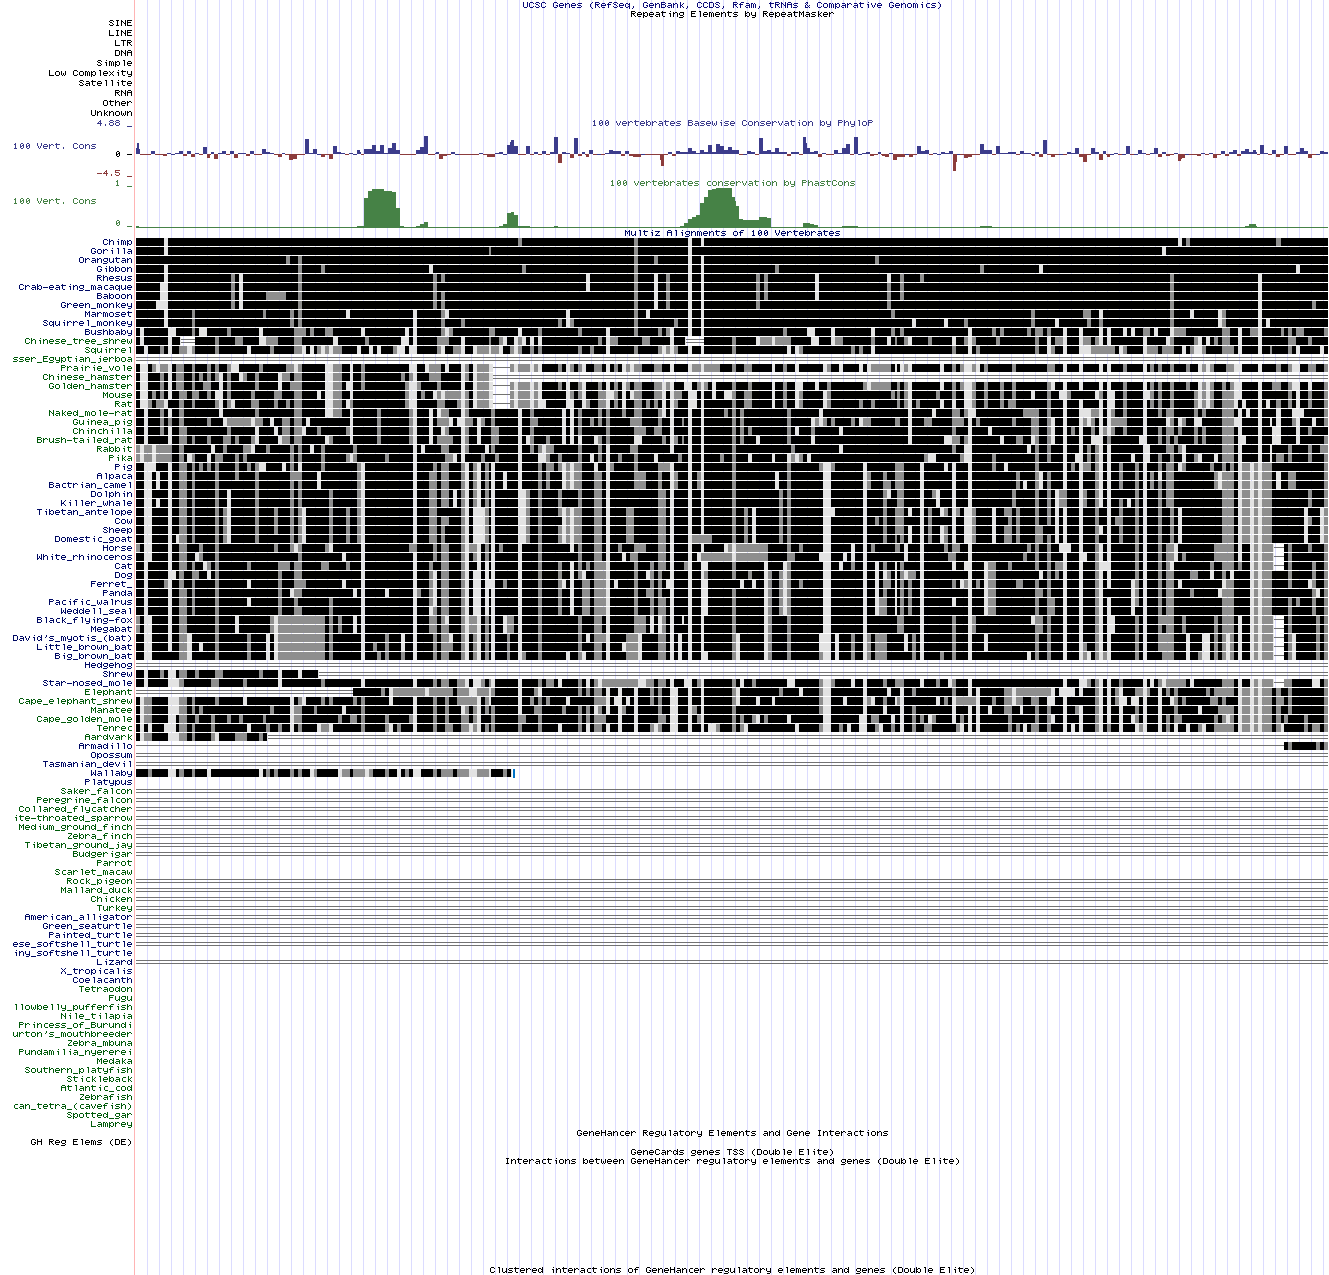 UCSC Genes (RefSeq, GenBank, CCDS, Rfam, tRNAs & Comparative Genomics)
Repeating Elements by RepeatMasker
SINE
LINE
LTR
DNA
Simple
Low Complexity
Satellite
RNA
Other
Unknown
4.88 _
100 vertebrates Basewise Conservation by PhyloP
100 Vert. Cons
0 -
-4.5 _
1 _
100 vertebrates conservation by PhastCons
100 Vert. Cons
0 _
Multiz Alignments of 100 Vertebrates
Chimp
Gorilla
Orangutan
Gibbon
Rhesus
Crab-eating_macaque
Baboon
Green_monkey
Marmoset
Squirrel_monkey
Bushbaby
Chinese_tree_shrew
Squirrel
sser_Egyptian_jerboa
Prairie_vole
Chinese_hamster
Golden_hamster
Mouse
Rat
Naked_mole-rat
Guinea_pig
Chinchilla
Brush-tailed_rat
Rabbit
Pika
Pig
Alpaca
Bactrian_camel
Dolphin
Killer_whale
Tibetan_antelope
Cow
Sheep
Domestic_goat
Horse
White_rhinoceros
Cat
Dog
Ferret_
Panda
Pacific_walrus
Weddell_seal
Black_flying-fox
Megabat
David's_myotis_(bat)
Little_brown_bat
Big_brown_bat
Hedgehog
Shrew
Star-nosed_mole
Elephant
Cape_elephant_shrew
Manatee
Cape_golden_mole
Tenrec
Aardvark
Armadillo
Opossum
Tasmanian_devil
Wallaby
Platypus
Saker_falcon
Peregrine_falcon
Collared_flycatcher
ite-throated_sparrow
Medium_ground_finch
Zebra_finch
Tibetan_ground_jay
Budgerigar
Parrot
Scarlet_macaw
Rock_pigeon
Mallard_duck
Chicken
Turkey
American_alligator
Green_seaturtle
Painted_turtle
ese_softshell_turtle
iny_softshell_turtle
Lizard
X_tropicalis
Coelacanth
Tetraodon
Fugu
llowbelly_pufferfish
Nile_tilapia
Princess_of_Burundi
urton's_mouthbreeder
Zebra_mbuna
Pundamilia_nyererei
Medaka
Southern_platyfish
Stickleback
Atlantic_cod
Zebrafish
can_tetra_(cavefish)
Spotted_gar
Lamprey
GeneHancer Regulatory Elements and Gene Interactions
GH Reg Elems (DE)
GeneCards genes TSS (Double Elite)
Interactions between GeneHancer regulatory elements and genes (Double Elite)
Clustered interactions of GeneHancer regulatory elements and genes (Double Elite)